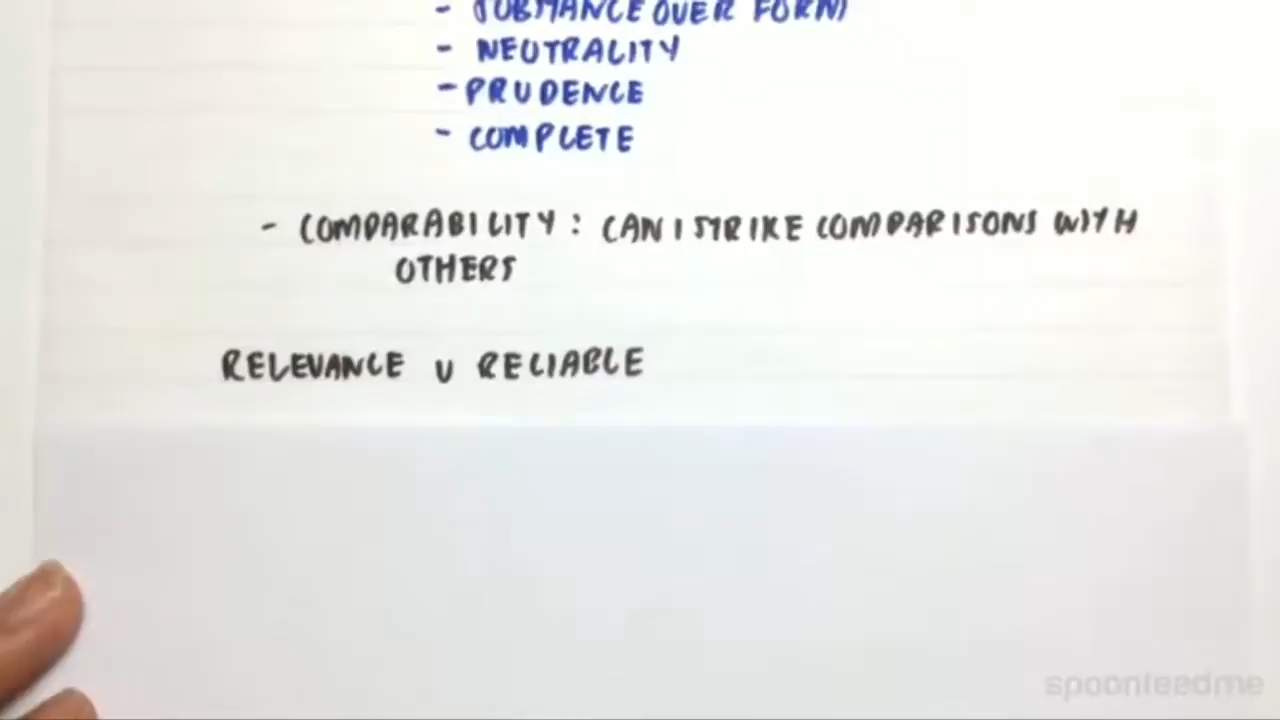 - SUBSTANCE OVER FORM
- NEUTRALITY
- PRUDENCE
- COMPLETE
- COMPARABILITY : CAN I STRIKE COMPARISONS WITH
OTHERS
RELEVANCE V RELIABLE
spoonfeedme